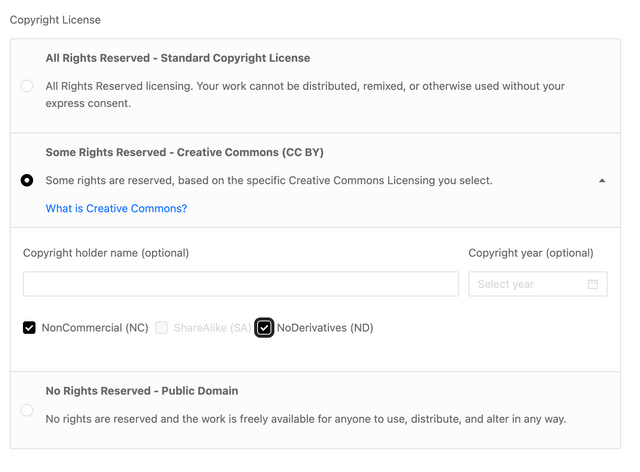 Copyright License
All Rights Reserved - Standard Copyright License
All Rights Reserved licensing. Your work cannot be distributed, remixed, or otherwise used without your
express consent.
Some Rights Reserved - Creative Commons (CC BY)
Some rights are reserved, based on the specific Creative Commons Licensing you select.
What is Creative Commons?
Copyright holder name (optional) Copyright year (optional)
Select year
NonCommercial (NC) ShareAlike (SA) NoDerivatives (ND)
No Rights Reserved - Public Domain
No rights are reserved and the work is freely available for anyone to use, distribute, and alter in any way.